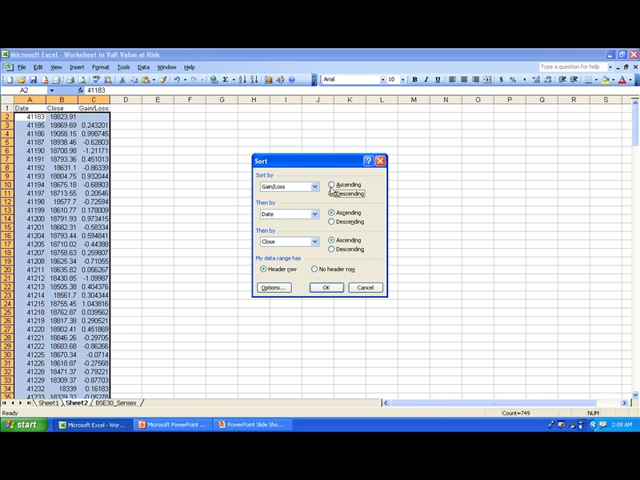 Microsoft Excel - Worksheet in VaR Value at Risk
File Edit View Insert Format Tools Data Window Help
Type a question for help
Arial 10
A2 fx 41183
A B C D E F G H I J K L M N O P Q R S
1 Date Close Gain/Loss
2 41183 18823.91
3 41185 18869.69 0.243201
4 41186 19058.15 0.998745
5 41187 18938.46 -0.62803
6 41190 18708.98 -1.21171
7 41191 18793.36 0.451013
8 41192 18631.1 -0.86339
9 41193 18804.75 0.932044
10 41194 18675.18 -0.68903
11 41197 18713.55 0.20546
12 41198 18577.7 -0.72594
13 41199 18610.77 0.178009
14 41200 18791.93 0.973415
15 41201 18682.31 -0.58334
41204 18793.44 0.594841
17 41205 18710.02 -0.44388
18 41207 18758.63 0.259807
19 41208 18625.34 -0.71055
20 41211 18635.82 0.056267
21 41212 18430.85 -1.09987
22 41213 18505.38 0.404376
23 41214 18561.7 0.304344
24 41215 18755.45 1.043816
25 41218 18762.87 0.039562
26 41219 18817.38 0.290521
27 41220 18902.41 0.451869
28 41221 18846.26 -0.29705
29 41222 18683.68 -0.86266
30 41225 18670.34 -0.0714
31 41226 18618.87 -0.27568
32 41228 18471.37 -0.79221
33 41229 18309.37 -0.87703
34 41232 18339 0.16183
Sort
Sort by
Gain/Loss
Ascending
Descending
Then by
Date
Ascending
Descending
Then by
Close
Ascending
Descending
My data range has
Header row No header row
Options... OK Cancel
Sheet1 Sheet2 BSE30_Sensex
Ready Count=749 NUM
start Microsoft Excel - Wor... Microsoft PowerPoint ... PowerPoint Slide Sho... 2:08 AM